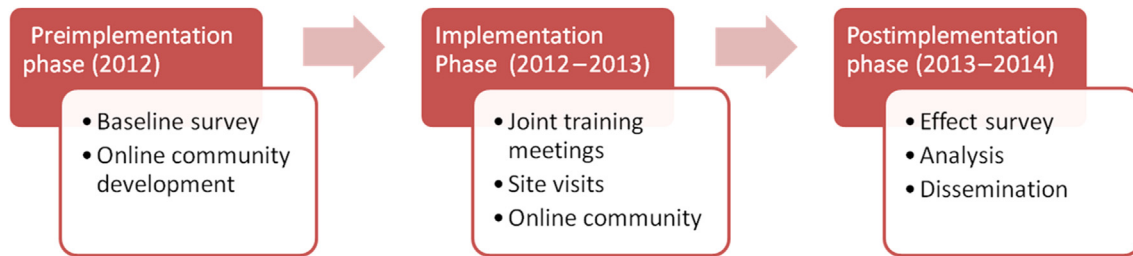 Preimplementation
phase (2012)
• Baseline survey
• Online community
development
Implementation
Phase (2012–2013)
• Joint training
meetings
• Site visits
• Online community
Postimplementation
phase (2013–2014)
• Effect survey
• Analysis
• Dissemination